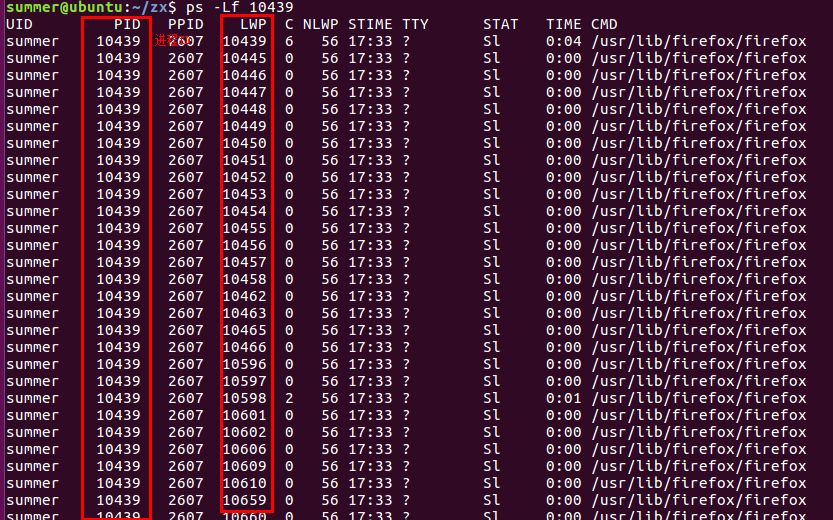 summer@ubuntu:~/zx$ ps -Lf 10439
UID PID PPID LWP C NLWP STIME TTY STAT TIME CMD
summer 10439 2607 10439 6 56 17:33 ? Sl 0:04 /usr/lib/firefox/firefox
summer 10439 2607 10445 0 56 17:33 ? Sl 0:00 /usr/lib/firefox/firefox
summer 10439 2607 10446 0 56 17:33 ? Sl 0:00 /usr/lib/firefox/firefox
summer 10439 2607 10447 0 56 17:33 ? Sl 0:00 /usr/lib/firefox/firefox
summer 10439 2607 10448 0 56 17:33 ? Sl 0:00 /usr/lib/firefox/firefox
summer 10439 2607 10449 0 56 17:33 ? Sl 0:00 /usr/lib/firefox/firefox
summer 10439 2607 10450 0 56 17:33 ? Sl 0:00 /usr/lib/firefox/firefox
summer 10439 2607 10451 0 56 17:33 ? Sl 0:00 /usr/lib/firefox/firefox
summer 10439 2607 10452 0 56 17:33 ? Sl 0:00 /usr/lib/firefox/firefox
summer 10439 2607 10453 0 56 17:33 ? Sl 0:00 /usr/lib/firefox/firefox
summer 10439 2607 10454 0 56 17:33 ? Sl 0:00 /usr/lib/firefox/firefox
summer 10439 2607 10455 0 56 17:33 ? Sl 0:00 /usr/lib/firefox/firefox
summer 10439 2607 10456 0 56 17:33 ? Sl 0:00 /usr/lib/firefox/firefox
summer 10439 2607 10457 0 56 17:33 ? Sl 0:00 /usr/lib/firefox/firefox
summer 10439 2607 10458 0 56 17:33 ? Sl 0:00 /usr/lib/firefox/firefox
summer 10439 2607 10462 0 56 17:33 ? Sl 0:00 /usr/lib/firefox/firefox
summer 10439 2607 10463 0 56 17:33 ? Sl 0:00 /usr/lib/firefox/firefox
summer 10439 2607 10465 0 56 17:33 ? Sl 0:00 /usr/lib/firefox/firefox
summer 10439 2607 10466 0 56 17:33 ? Sl 0:00 /usr/lib/firefox/firefox
summer 10439 2607 10596 0 56 17:33 ? Sl 0:00 /usr/lib/firefox/firefox
summer 10439 2607 10597 0 56 17:33 ? Sl 0:00 /usr/lib/firefox/firefox
summer 10439 2607 10598 2 56 17:33 ? Sl 0:01 /usr/lib/firefox/firefox
summer 10439 2607 10601 0 56 17:33 ? Sl 0:00 /usr/lib/firefox/firefox
summer 10439 2607 10602 0 56 17:33 ? Sl 0:00 /usr/lib/firefox/firefox
summer 10439 2607 10606 0 56 17:33 ? Sl 0:00 /usr/lib/firefox/firefox
summer 10439 2607 10609 0 56 17:33 ? Sl 0:00 /usr/lib/firefox/firefox
summer 10439 2607 10610 0 56 17:33 ? Sl 0:00 /usr/lib/firefox/firefox
summer 10439 2607 10659 0 56 17:33 ? Sl 0:00 /usr/lib/firefox/firefox
summer 10439 2607 10660 0 56 17:33 ? Sl 0:00 /usr/lib/firefox/firefox